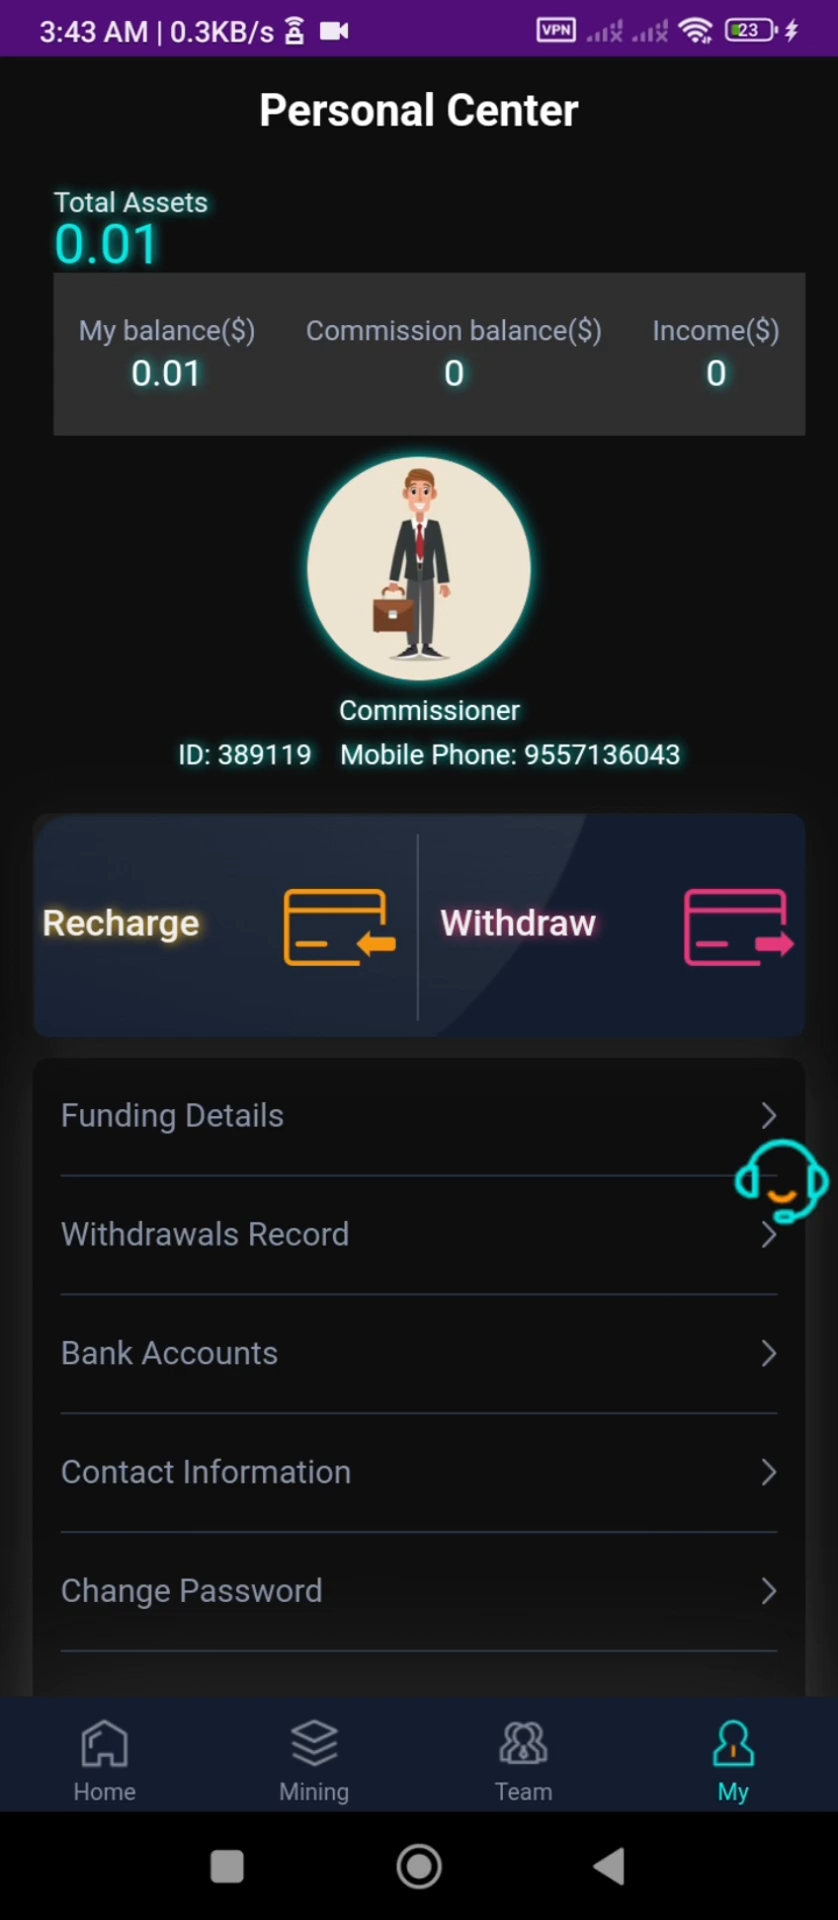 3:43 AM | 0.3KB/s VPN 23
Personal Center
Total Assets
0.01
My balance($) Commission balance($) Income($)
0.01 0 0
Commissioner
ID: 389119 Mobile Phone: 9557136043
Recharge Withdraw
Funding Details
Withdrawals Record
Bank Accounts
Contact Information
Change Password
Home Mining Team My